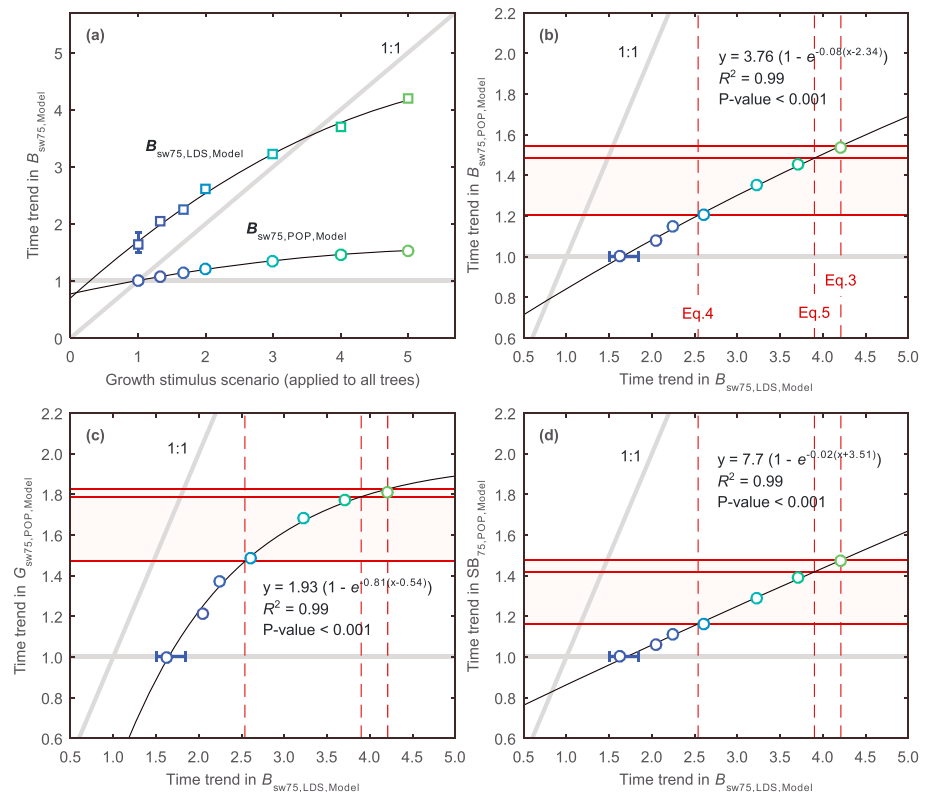 (a)
1:1
B sw75,LDS,Model
B sw75,POP,Model
Time trend in B sw75,Model
5
4
3
2
1
0
0 1 2 3 4 5
Growth stimulus scenario (applied to all trees)
(b)
1:1
y = 3.76 (1 - e-0.08(x-2.34))
R2 = 0.99
P-value < 0.001
Eq.3
Eq.4
Eq.5
Time trend in B sw75,POP,Model
2.2
2.0
1.8
1.6
1.4
1.2
1.0
0.8
0.6
0.5 1.0 1.5 2.0 2.5 3.0 3.5 4.0 4.5 5.0
Time trend in B sw75,LDS,Model
(c)
1:1
y = 1.93 (1 - e-0.81(x-0.54))
R2 = 0.99
P-value < 0.001
Time trend in G sw75,POP,Model
2.2
2.0
1.8
1.6
1.4
1.2
1.0
0.8
0.6
0.5 1.0 1.5 2.0 2.5 3.0 3.5 4.0 4.5 5.0
Time trend in B sw75,LDS,Model
(d)
1:1
y = 7.7 (1 - e-0.02(x+3.51))
R2 = 0.99
P-value < 0.001
Time trend in SB 75,POP,Model
2.2
2.0
1.8
1.6
1.4
1.2
1.0
0.8
0.6
0.5 1.0 1.5 2.0 2.5 3.0 3.5 4.0 4.5 5.0
Time trend in B sw75,LDS,Model